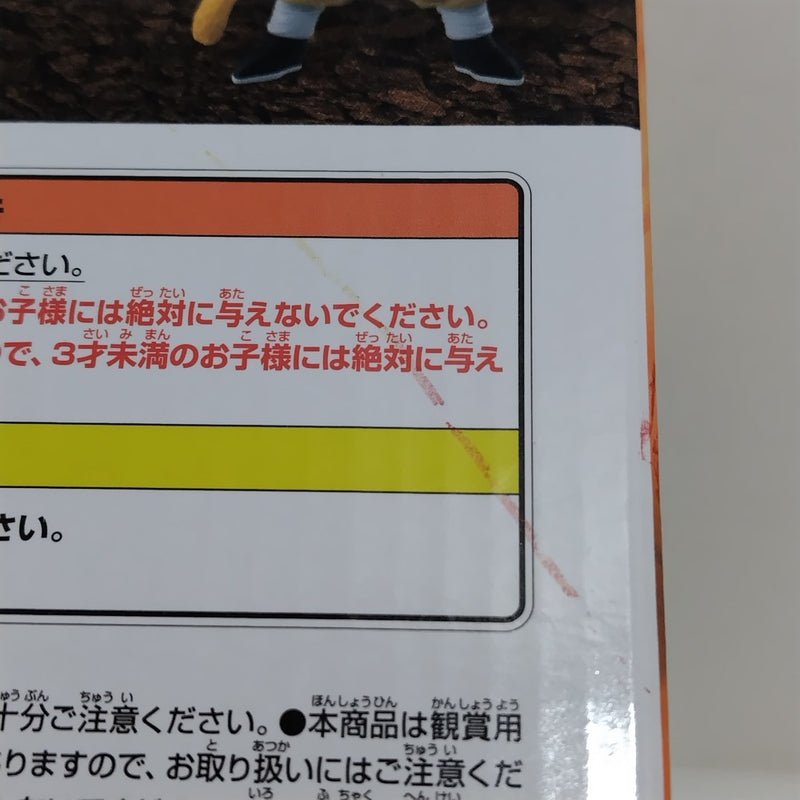 ださい。
お子様には絶対に与えないでください。
ので、3才未満のお子様には絶対に与え
さい。
十分ご注意ください。●本商品は観賞用
りますので、お取り扱いにはご注意くだ